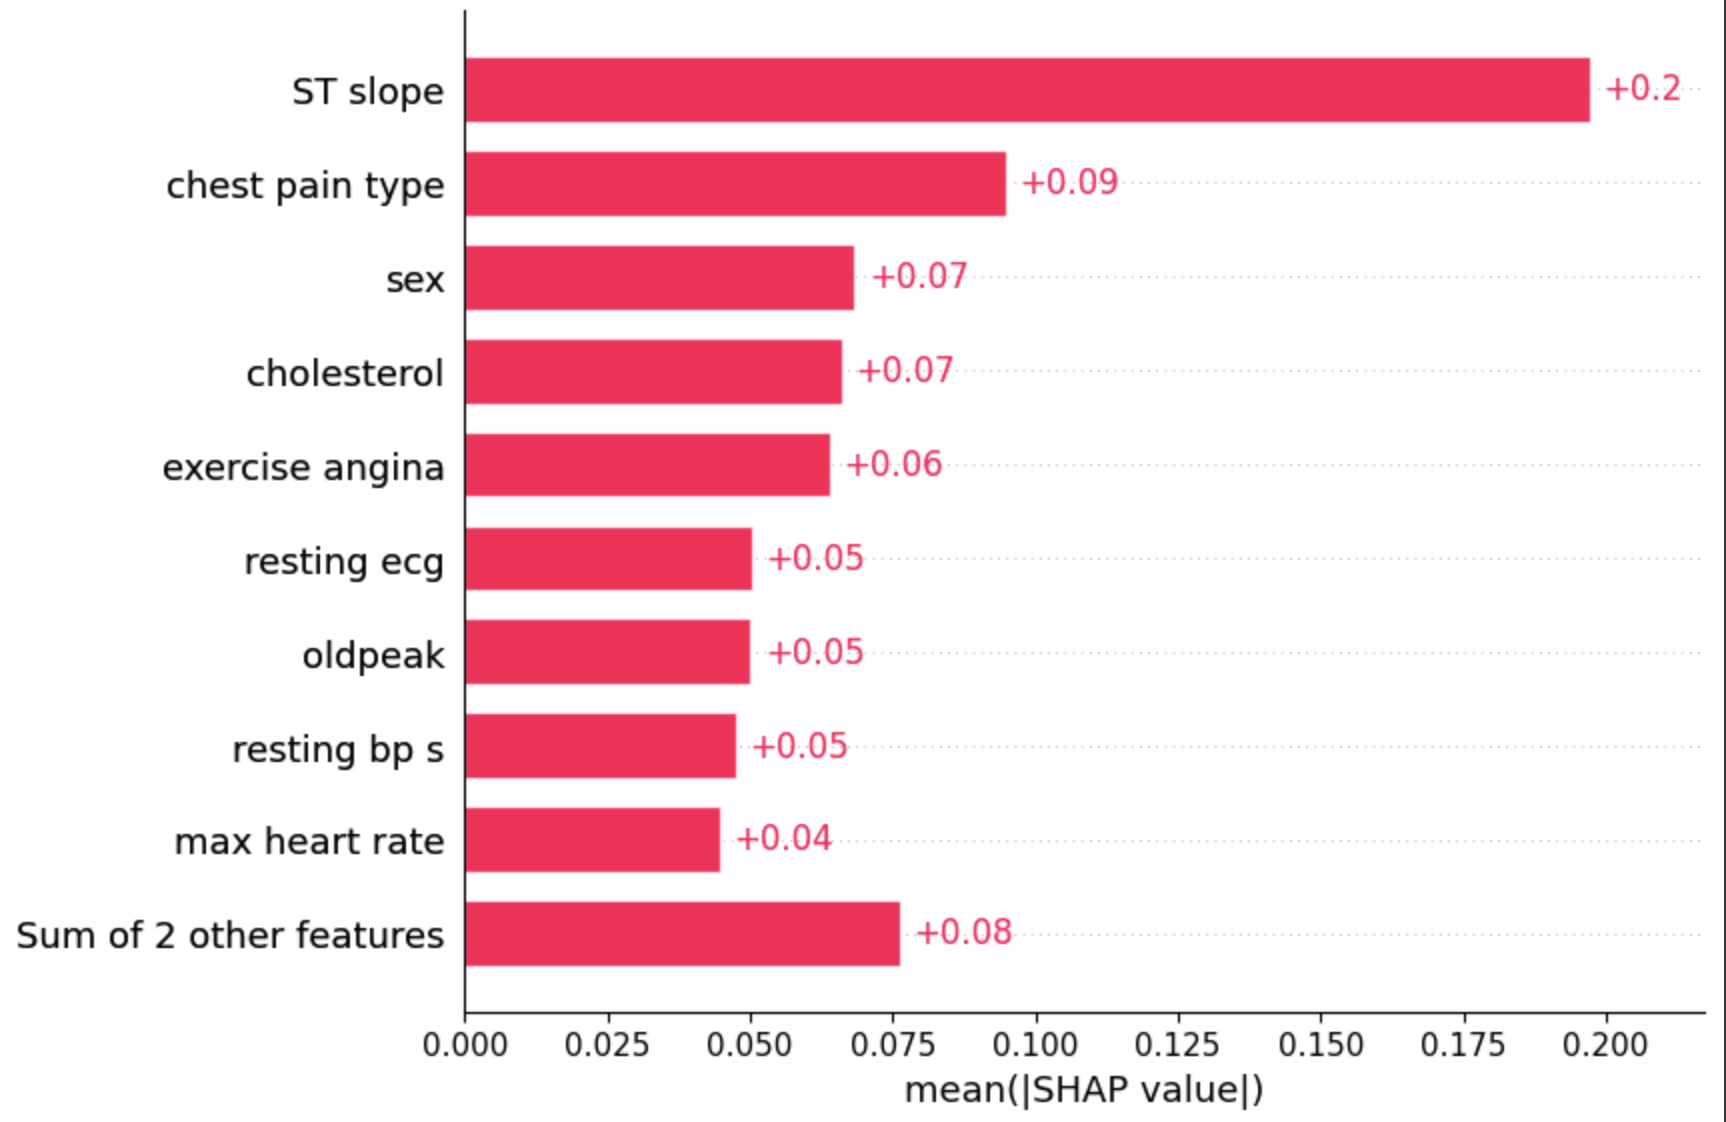 ST slope +0.2
chest pain type +0.09
sex +0.07
cholesterol +0.07
exercise angina +0.06
resting ecg +0.05
oldpeak +0.05
resting bp s +0.05
max heart rate +0.04
Sum of 2 other features +0.08
0.000 0.025 0.050 0.075 0.100 0.125 0.150 0.175 0.200
mean(|SHAP value|)